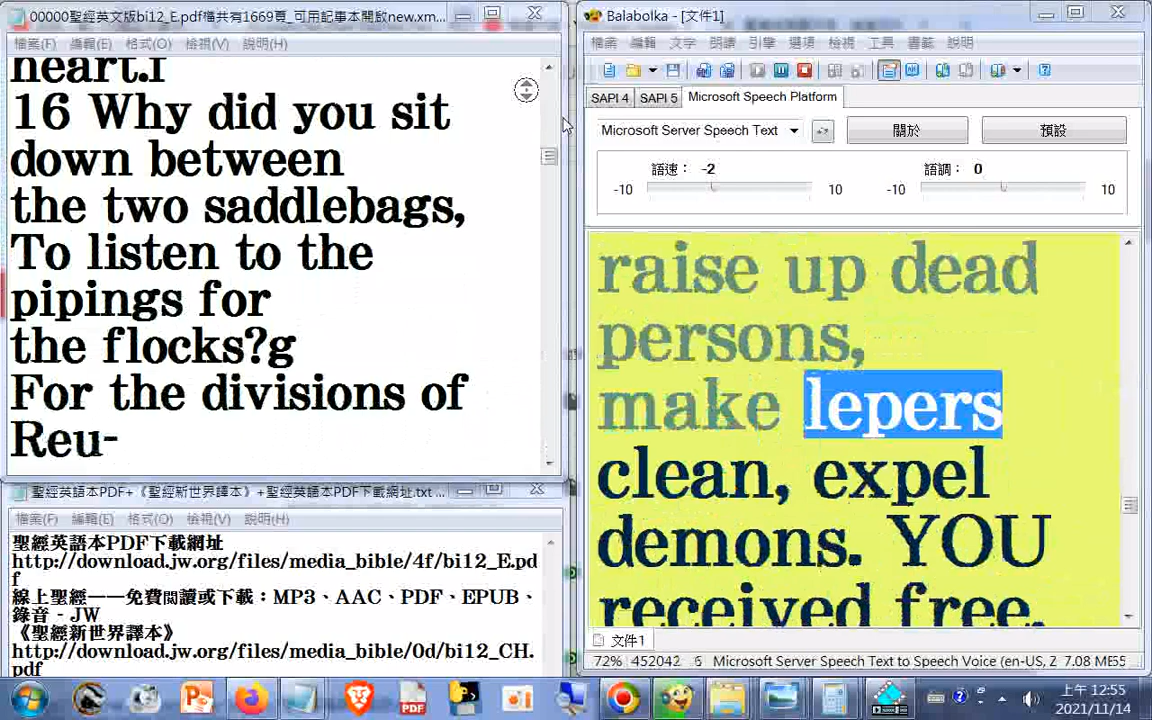 00000聖經英文版bi12_E.pdf檔共有1669頁_可用記事本開啟new.xm...
檔案(F) 編輯(E) 格式(O) 檢視(V) 說明(H)
heart.f
16 Why did you sit
down between
the two saddlebags,
To listen to the
pipings for
the flocks?g
For the divisions of
Reu-
聖經英語本PDF+《聖經新世界譯本》+聖經英語本PDF下載網址.txt ...
檔案(F) 編輯(E) 格式(O) 檢視(V) 說明(H)
聖經英語本PDF下載網址
http://download.jw.org/files/media_bible/4f/bi12_E.pd
f
線上聖經——免費閱讀或下載：MP3、AAC、PDF、EPUB、
錄音 - JW
《聖經新世界譯本》
http://download.jw.org/files/media_bible/0d/bi12_CH.
pdf
Balabolka - [文件1]
檔案 編輯 文字 朗讀 引擎 選項 檢視 工具 書籤 說明
SAPI 4 SAPI 5 Microsoft Speech Platform
Microsoft Server Speech Text 關於 預設
語速： -2 語調： 0
-10 10 -10 10
raise up dead
persons,
make lepers
clean, expel
demons. YOU
received free,
文件1
72% 452042 6 Microsoft Server Speech Text to Speech Voice (en-US, Z 7.08 ME55
上午 12:55
2021/11/14